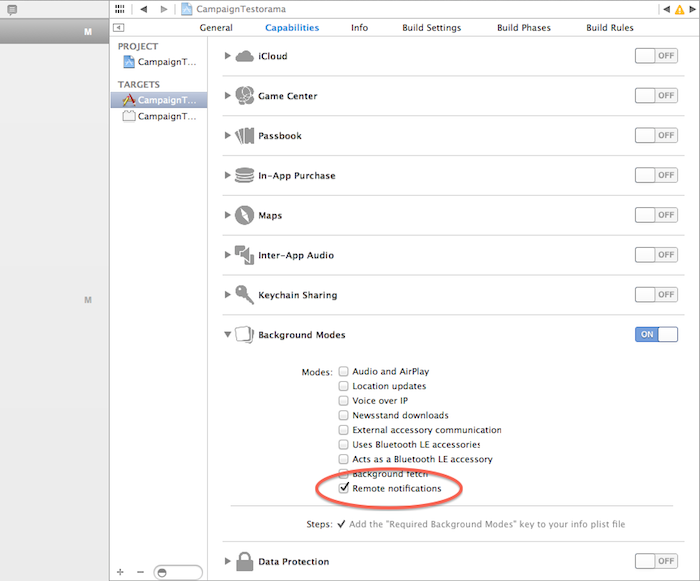 CampaignTestorama
M
General Capabilities Info Build Settings Build Phases Build Rules
PROJECT
CampaignTe...
TARGETS
CampaignT...
CampaignT...
M
iCloud OFF
Game Center OFF
Passbook OFF
In-App Purchase OFF
Maps OFF
Inter-App Audio OFF
Keychain Sharing OFF
Background Modes ON
Modes: Audio and AirPlay
Location updates
Voice over IP
Newsstand downloads
External accessory communication
Uses Bluetooth LE accessories
Acts as a Bluetooth LE accessory
Background fetch
Remote notifications
Steps: ✓ Add the "Required Background Modes" key to your info plist file
Data Protection OFF